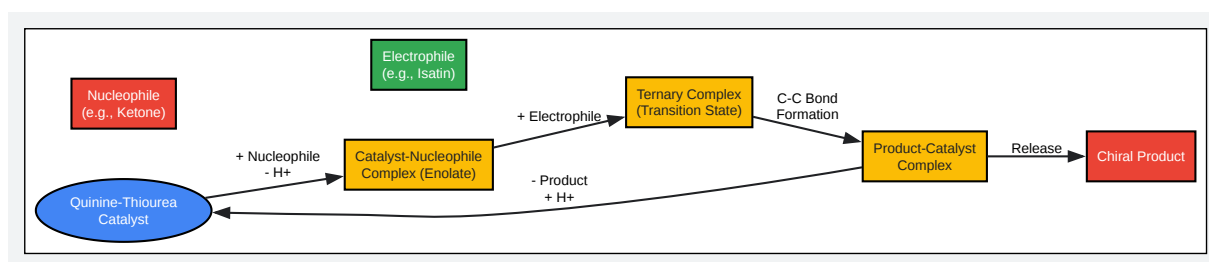 Electrophile
(e.g., Isatin)
Nucleophile
(e.g., Ketone)
Ternary Complex
(Transition State)
C-C Bond
Formation
+ Electrophile
+ Nucleophile
- H+
Catalyst-Nucleophile
Complex (Enolate)
Product-Catalyst
Complex
Release
Chiral Product
- Product
+ H+
Quinine-Thiourea
Catalyst